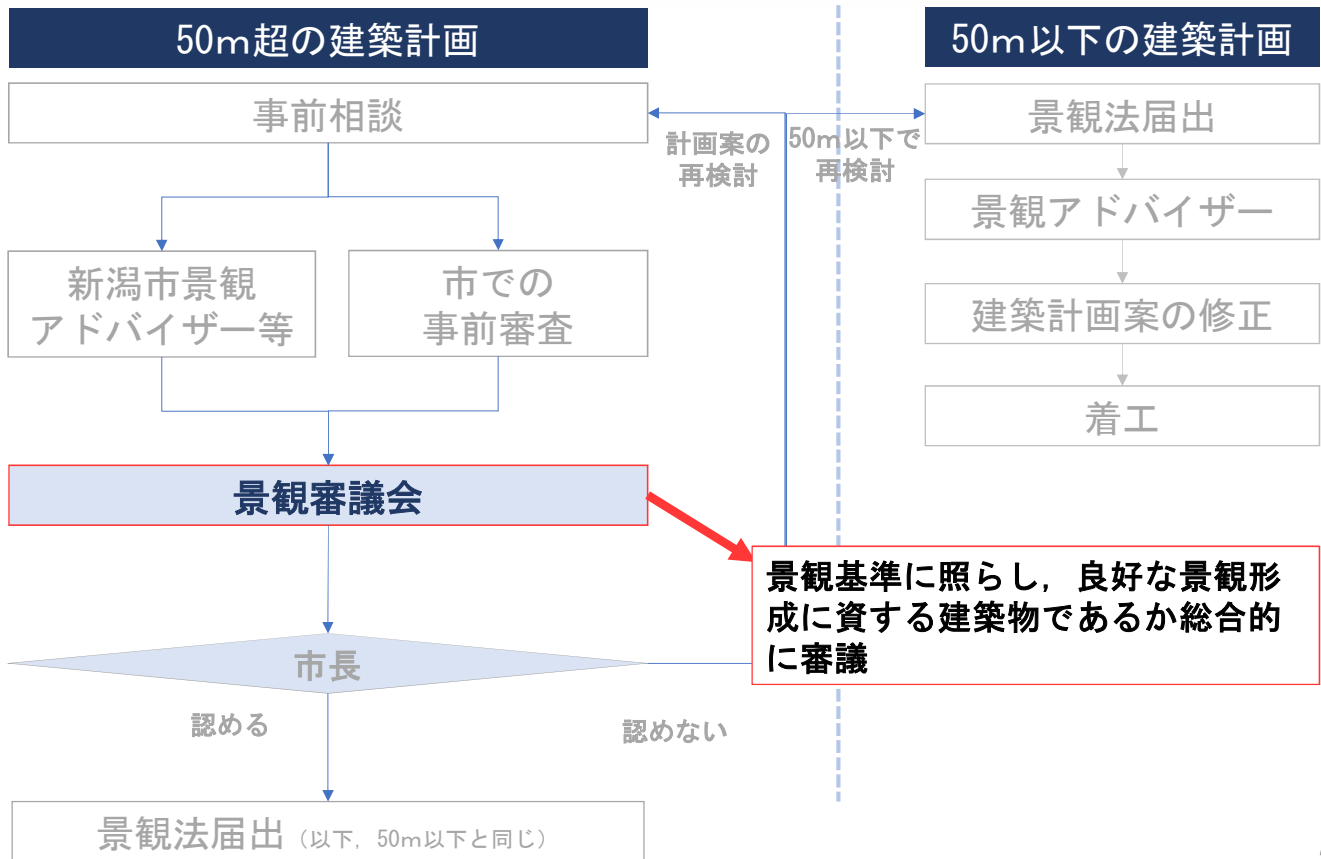 50ｍ超の建築計画
50ｍ以下の建築計画
事前相談
計画案の
再検討
50ｍ以下で
再検討
景観法届出
景観アドバイザー
新潟市景観
アドバイザー等
市での
事前審査
建築計画案の修正
着工
景観審議会
景観基準に照らし，良好な景観形
成に資する建築物であるか総合的
に審議
市長
認める
認めない
景観法届出（以下，50ｍ以下と同じ）